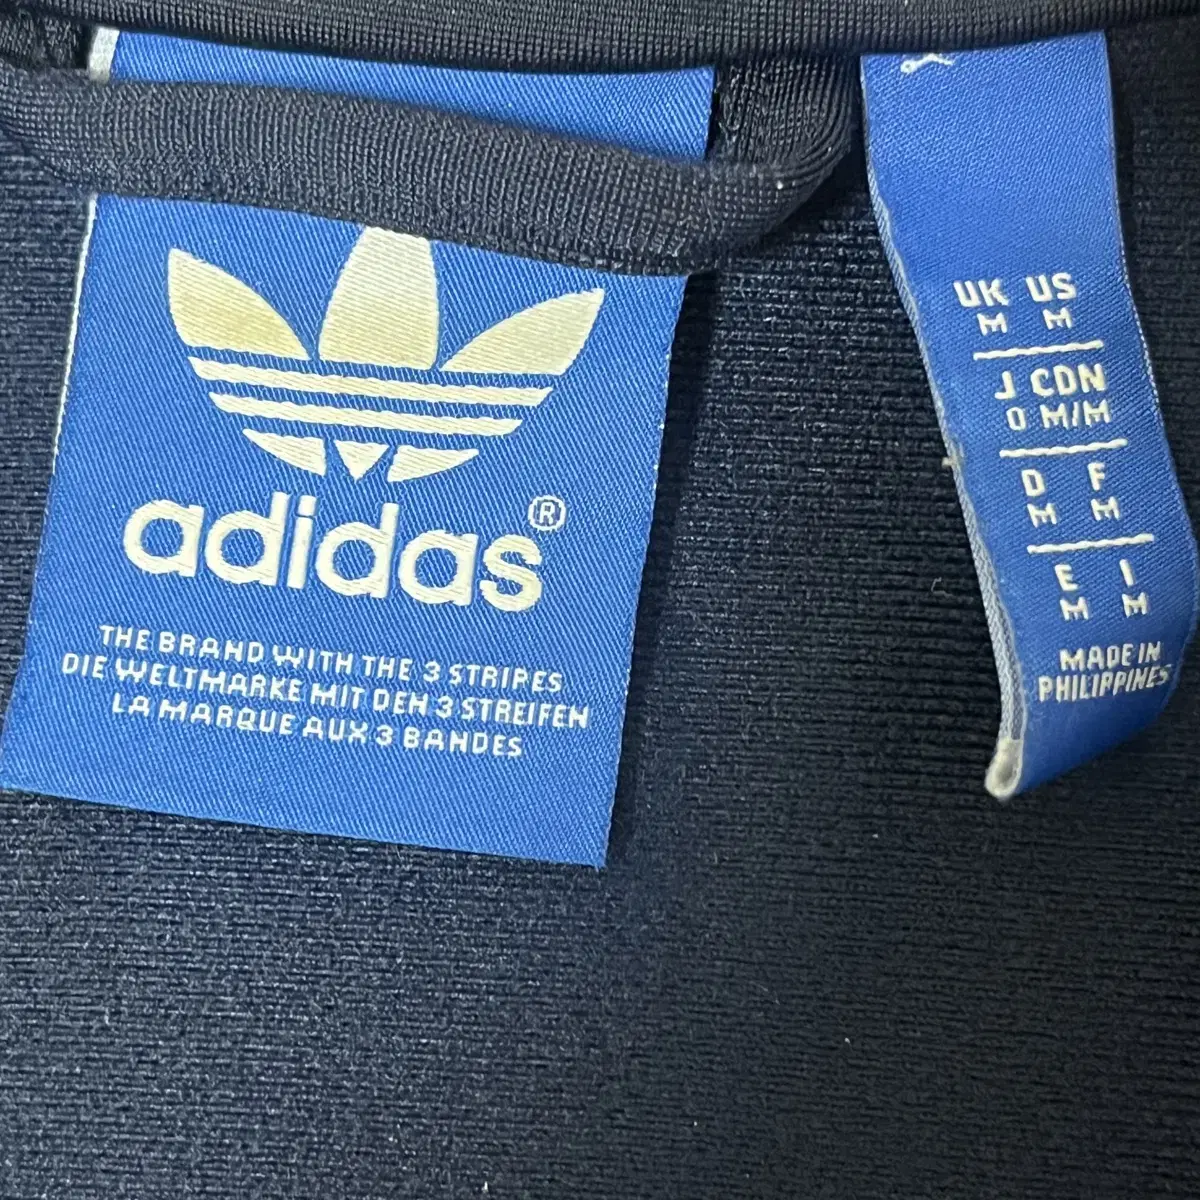 adidas®
THE BRAND WITH THE 3 STRIPES
DIE WELTMARKE MIT DEN 3 STREIFEN
LA MARQUE AUX 3 BANDES
UK US
M M
J CDN
O M/M
D F
M M
E I
M M
MADE IN
PHILIPPINES